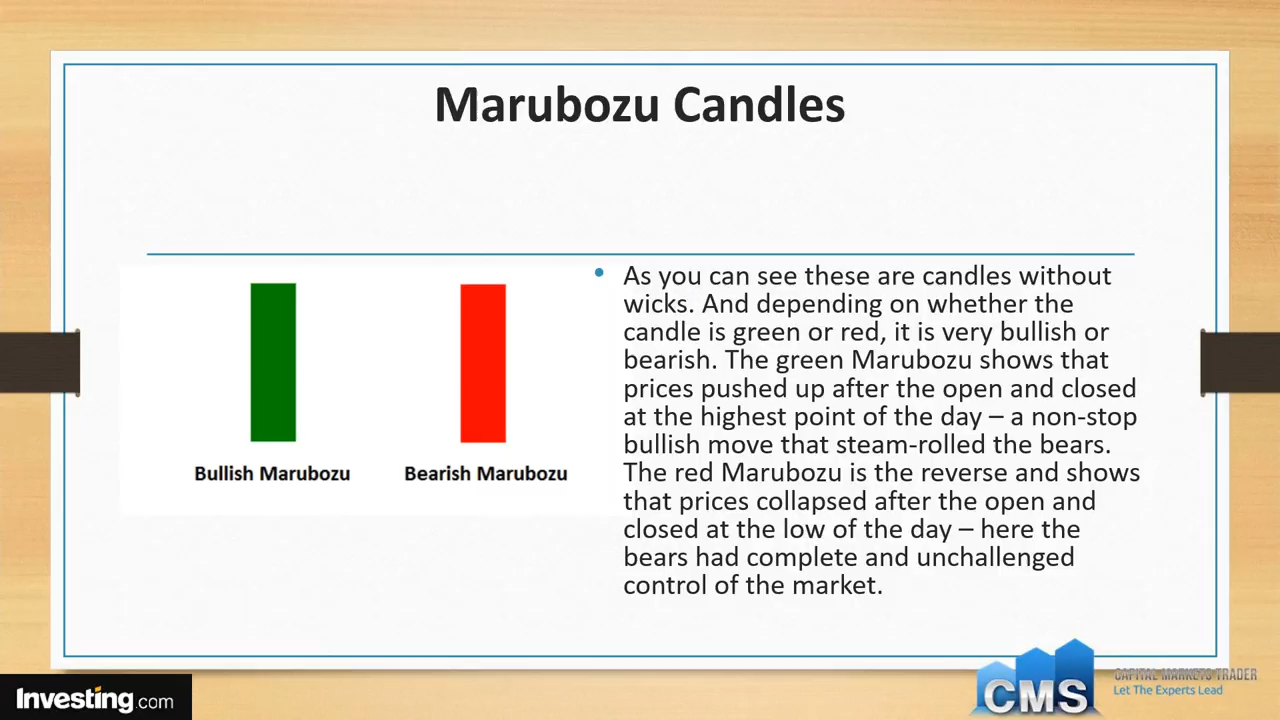 Marubozu Candles
As you can see these are candles without
wicks. And depending on whether the
candle is green or red, it is very bullish or
bearish. The green Marubozu shows that
prices pushed up after the open and closed
at the highest point of the day – a non-stop
bullish move that steam-rolled the bears.
The red Marubozu is the reverse and shows
that prices collapsed after the open and
closed at the low of the day – here the
bears had complete and unchallenged
control of the market.
Bullish Marubozu
Bearish Marubozu
Investing.com
CMS
CAPITAL MARKETS TRADER
Let The Experts Lead